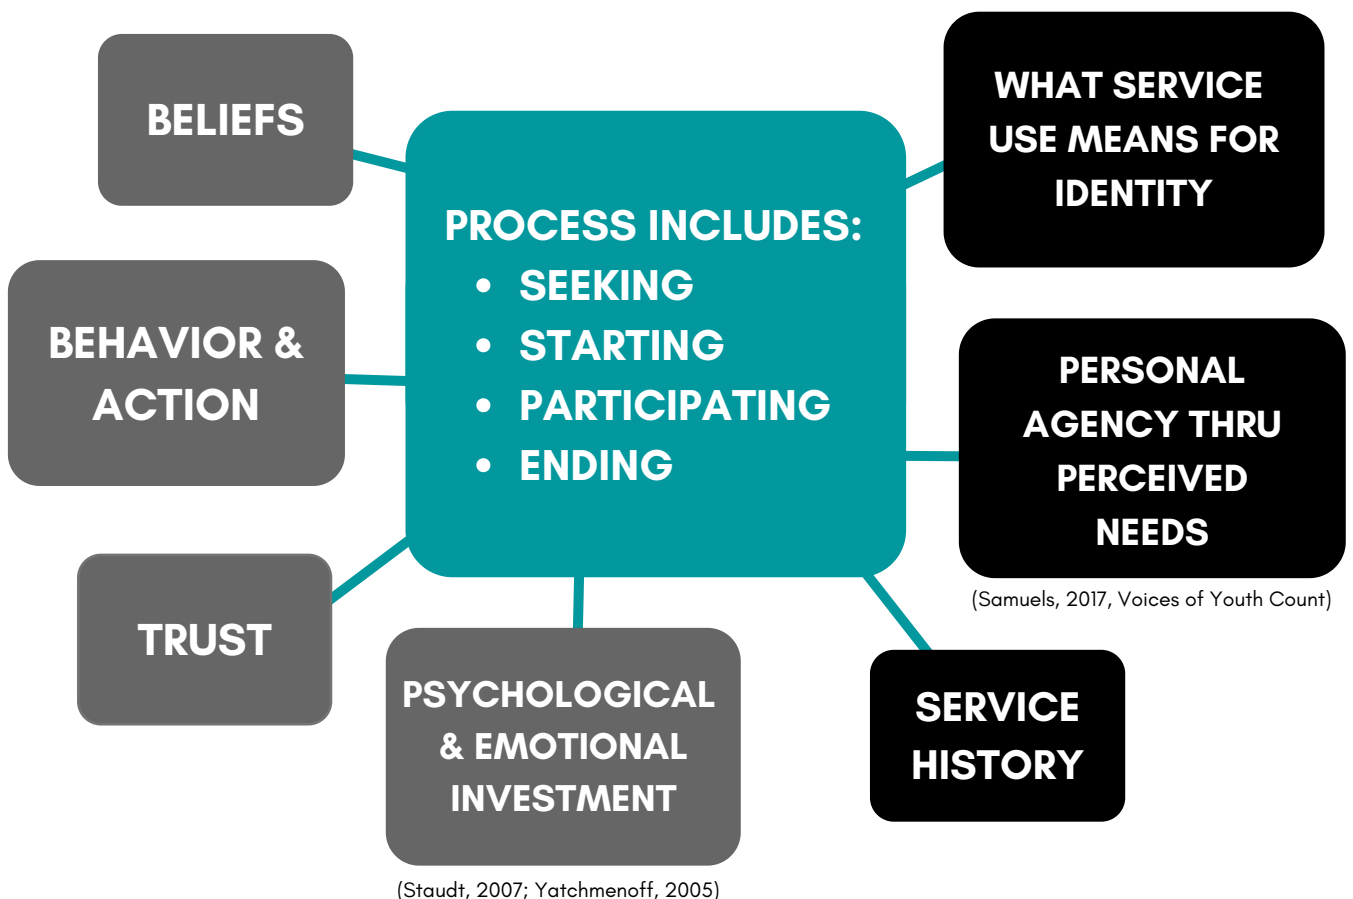 BELIEFS
BEHAVIOR &
ACTION
TRUST
PROCESS INCLUDES:
• SEEKING
• STARTING
• PARTICIPATING
• ENDING
PSYCHOLOGICAL
& EMOTIONAL
INVESTMENT
(Staudt, 2007; Yatchmenoff, 2005)
WHAT SERVICE
USE MEANS FOR
IDENTITY
PERSONAL
AGENCY THRU
PERCEIVED
NEEDS
(Samuels, 2017, Voices of Youth Count)
SERVICE
HISTORY